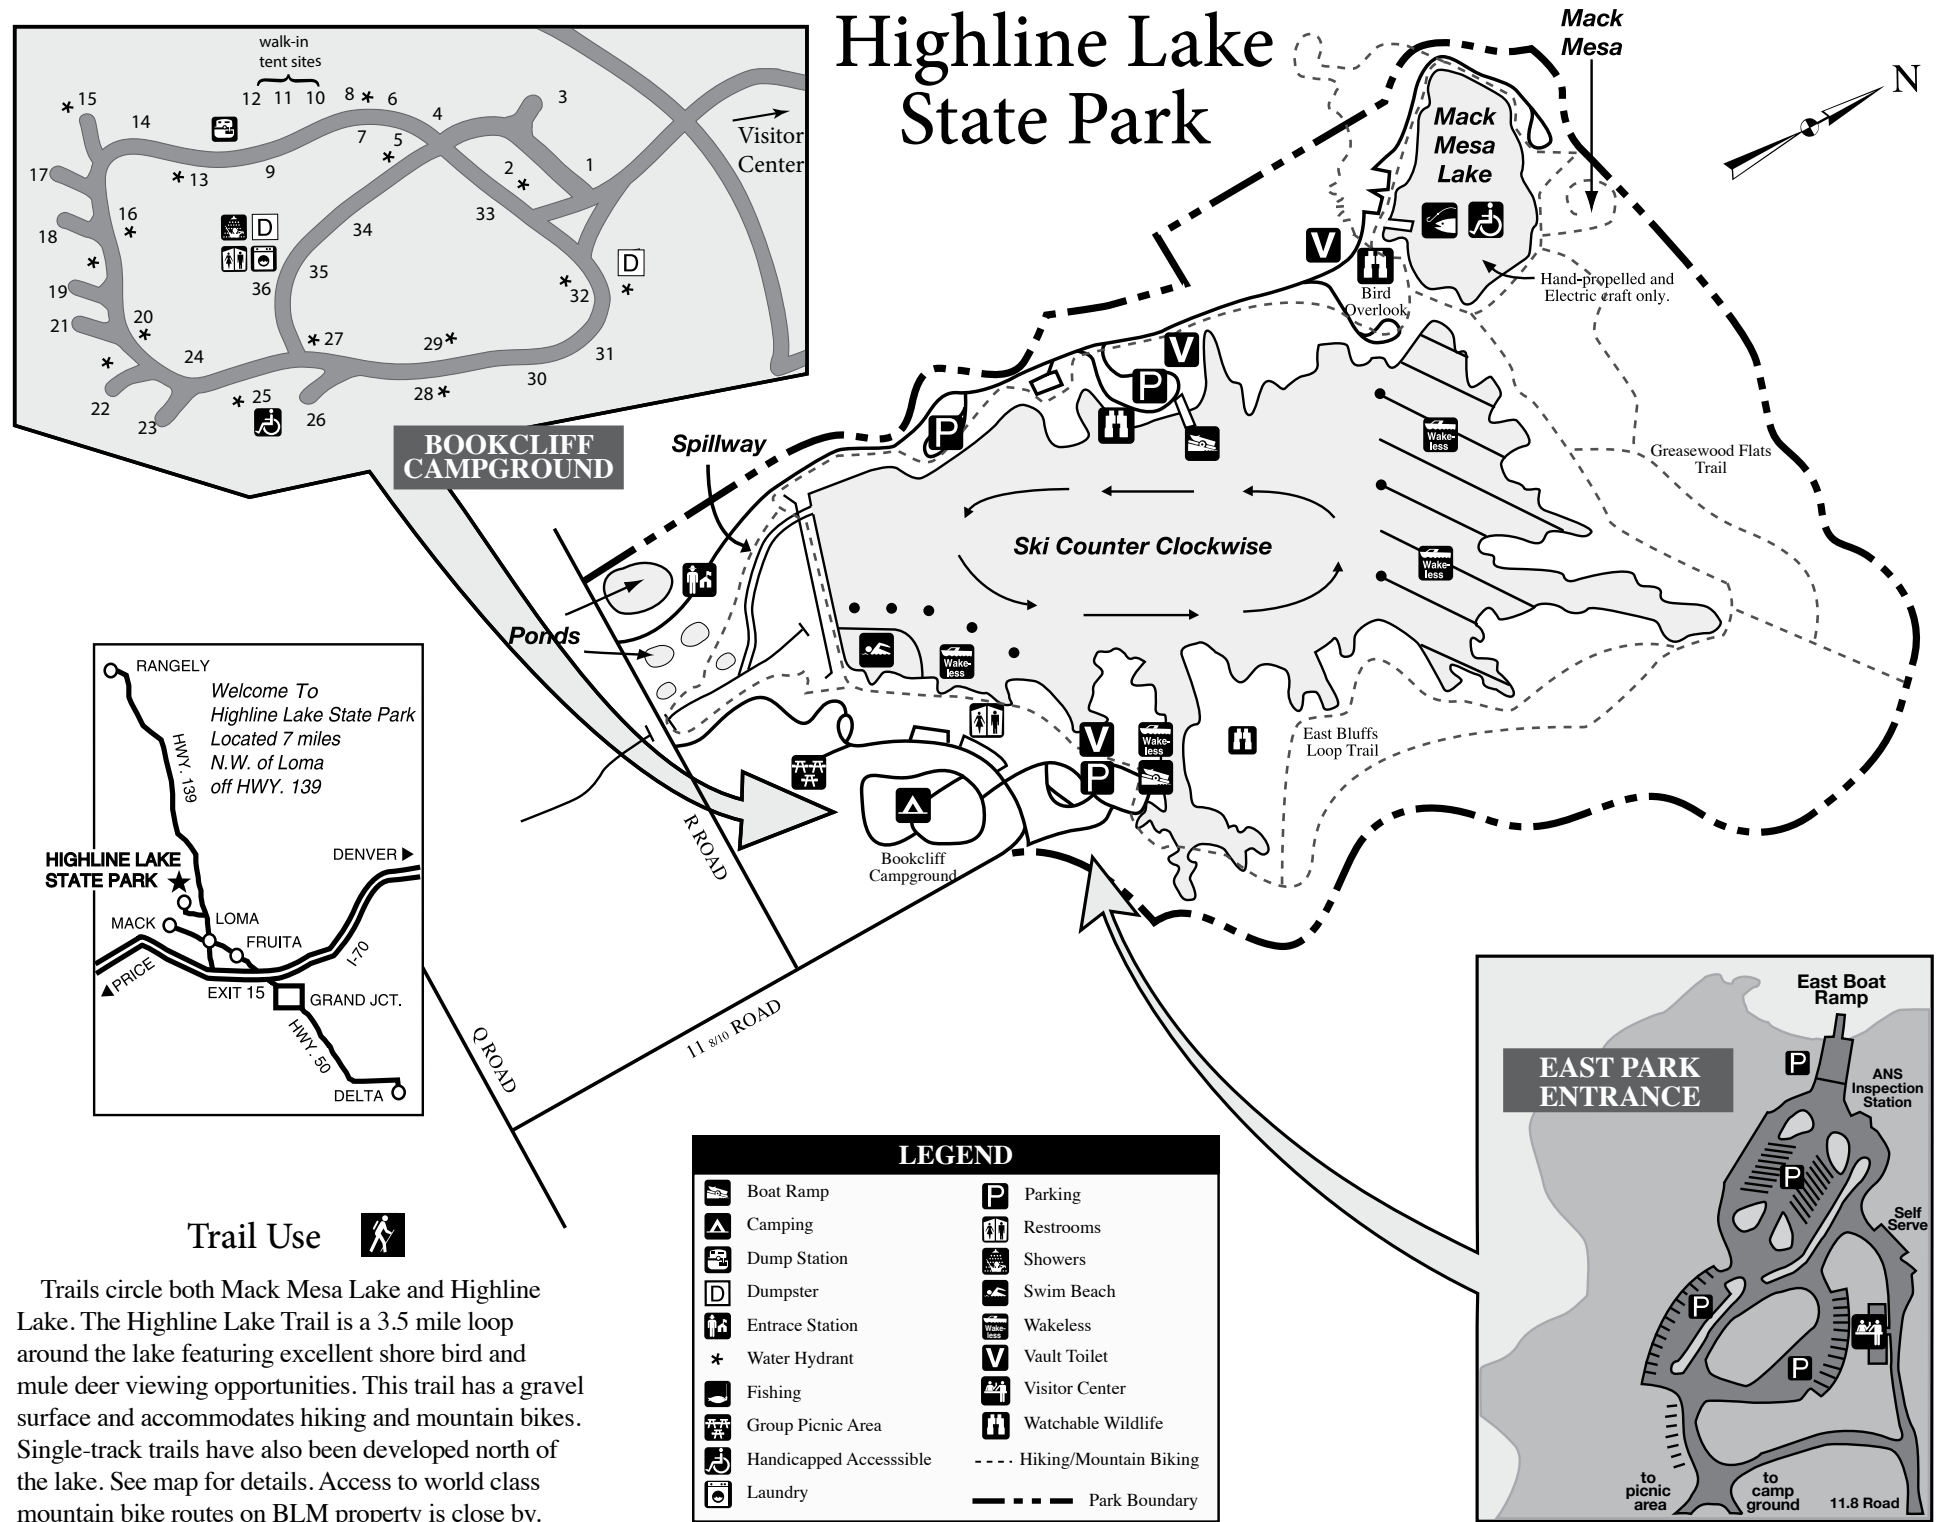 Highline Lake
State Park
walk-in
tent sites
12 11 10
15
14
8
6
4
3
7
5
2
1
9
13
17
16
18
33
34
35
36
32
19
21
20
27
29
31
24
22
23
25
26
28
30
D
D
Visitor
Center
BOOKCLIFF
CAMPGROUND
Mack
Mesa
N
Mack
Mesa
Lake
Hand-propelled and
Electric craft only.
V
Bird
Overlook
V
P
P
Spillway
Wake-
less
Greasewood Flats
Trail
Ski Counter Clockwise
Wake-
less
Ponds
Wake-
less
V
P
Wake-
less
East Bluffs
Loop Trail
Bookcliff
Campground
R ROAD
Q ROAD
11 8/10 ROAD
RANGELY
Welcome To
Highline Lake State Park
Located 7 miles
N.W. of Loma
off HWY. 139
HWY. 139
DENVER
HIGHLINE LAKE
STATE PARK
MACK
LOMA
FRUITA
I-70
PRICE
EXIT 15
GRAND JCT.
HWY. 50
DELTA
EAST PARK
ENTRANCE
East Boat
Ramp
P
ANS
Inspection
Station
P
Self
Serve
P
P
to
picnic
area
to
camp
ground
11.8 Road
LEGEND
Boat Ramp
Camping
Dump Station
D Dumpster
Entrace Station
* Water Hydrant
Fishing
Group Picnic Area
Handicapped Accesssible
Laundry
P Parking
Restrooms
Showers
Swim Beach
Wake-
less Wakeless
V Vault Toilet
Visitor Center
Watchable Wildlife
Hiking/Mountain Biking
Park Boundary
Trail Use
Trails circle both Mack Mesa Lake and Highline
Lake. The Highline Lake Trail is a 3.5 mile loop
around the lake featuring excellent shore bird and
mule deer viewing opportunities. This trail has a gravel
surface and accommodates hiking and mountain bikes.
Single-track trails have also been developed north of
the lake. See map for details. Access to world class
mountain bike routes on BLM property is close by.